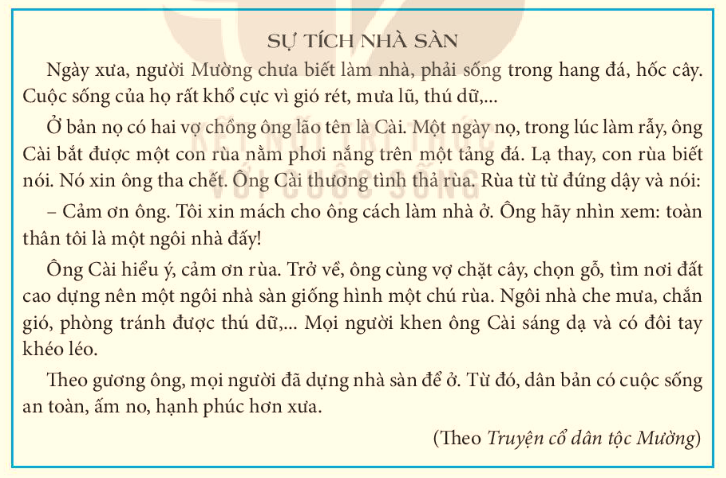 SỰ TÍCH NHÀ SÀN
Ngày xưa, người Mường chưa biết làm nhà, phải sống trong hang đá, hốc cây.
Cuộc sống của họ rất khổ cực vì gió rét, mưa lũ, thú dữ,...
Ở bản nọ có hai vợ chồng ông lão tên là Cài. Một ngày nọ, trong lúc làm rẫy, ông
Cài bắt được một con rùa nằm phơi nắng trên một tảng đá. Lạ thay, con rùa biết
nói. Nó xin ông tha chết. Ông Cài thương tình thả rùa. Rùa từ từ đứng dậy và nói:
– Cảm ơn ông. Tôi xin mách cho ông cách làm nhà ở. Ông hãy nhìn xem: toàn
thân tôi là một ngôi nhà đấy!
Ông Cài hiểu ý, cảm ơn rùa. Trở về, ông cùng vợ chặt cây, chọn gỗ, tìm nơi đất
cao dựng nên một ngôi nhà sàn giống hình một chú rùa. Ngôi nhà che mưa, chắn
gió, phòng tránh được thú dữ,... Mọi người khen ông Cài sáng dạ và có đôi tay
khéo léo.
Theo gương ông, mọi người đã dựng nhà sàn để ở. Từ đó, dân bản có cuộc sống
an toàn, ấm no, hạnh phúc hơn xưa.
(Theo Truyện cổ dân tộc Mường)
KẾT NỐI TRI THỨC
VỚI CUỘC SỐNG